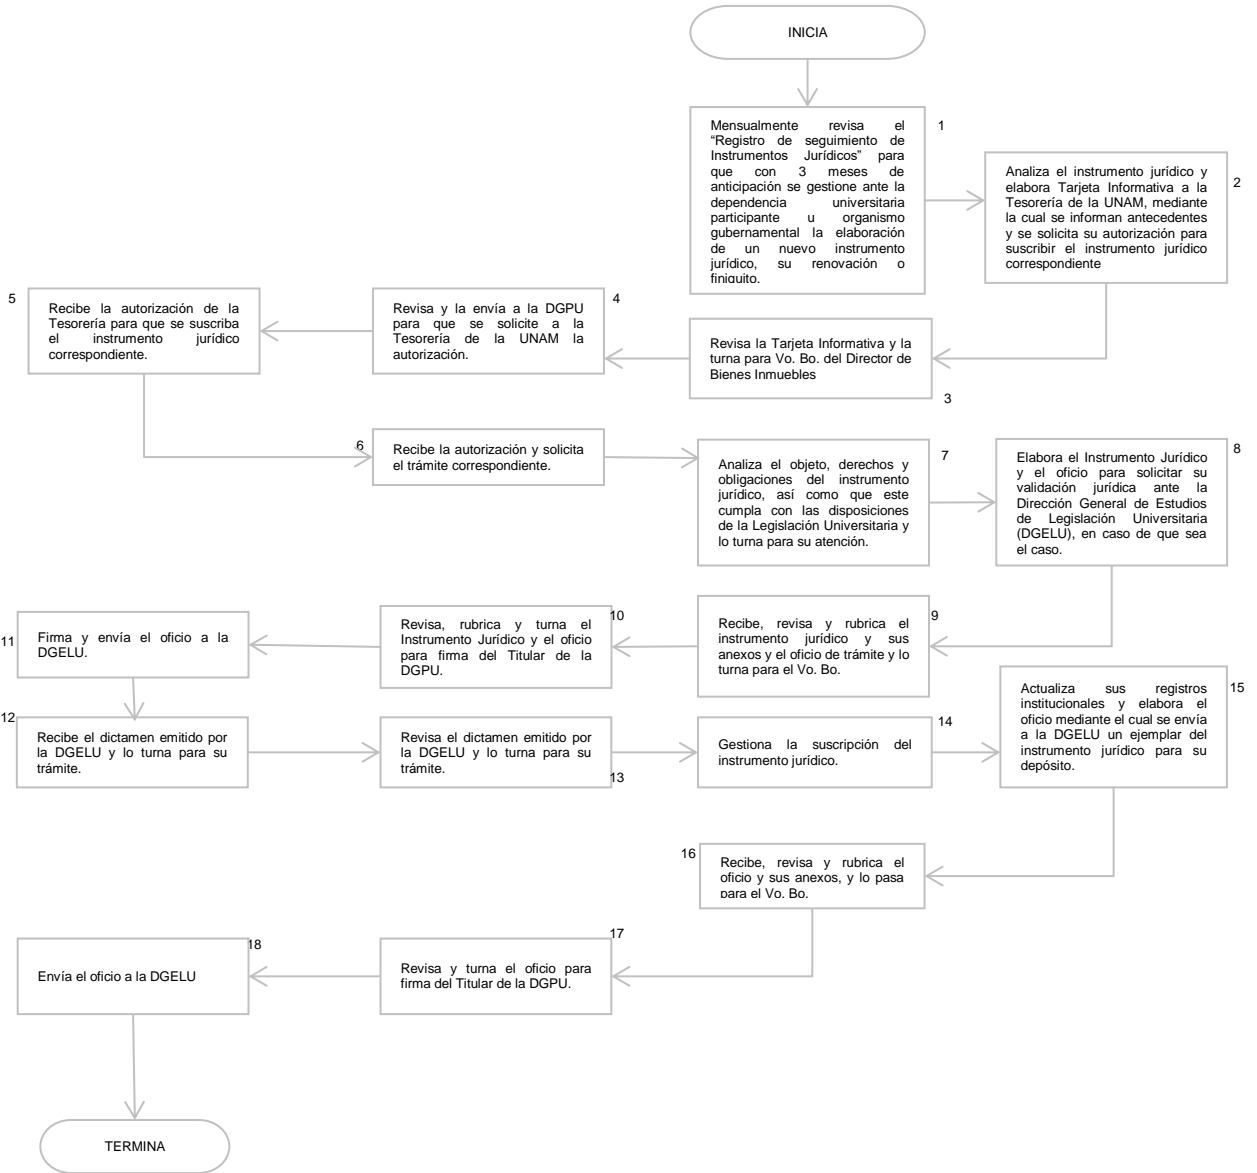 INICIA
1
Mensualmente revisa el
“Registro de seguimiento de
Instrumentos Jurídicos” para
que con 3 meses de
anticipación se gestione ante la
dependencia universitaria
participante u organismo
gubernamental la elaboración
de un nuevo instrumento
jurídico, su renovación o
finiquito.
2
Analiza el instrumento jurídico y
elabora Tarjeta Informativa a la
Tesorería de la UNAM, mediante
la cual se informan antecedentes
y se solicita su autorización para
suscribir el instrumento jurídico
correspondiente
3
Revisa la Tarjeta Informativa y la
turna para Vo. Bo. del Director de
Bienes Inmuebles
4
Revisa y la envía a la DGPU
para que se solicite a la
Tesorería de la UNAM la
autorización.
5
Recibe la autorización de la
Tesorería para que se suscriba
el instrumento jurídico
correspondiente.
6
Recibe la autorización y solicita
el trámite correspondiente.
7
Analiza el objeto, derechos y
obligaciones del instrumento
jurídico, así como que este
cumpla con las disposiciones
de la Legislación Universitaria y
lo turna para su atención.
8
Elabora el Instrumento Jurídico
y el oficio para solicitar su
validación jurídica ante la
Dirección General de Estudios
de Legislación Universitaria
(DGELU), en caso de que sea
el caso.
9
Recibe, revisa y rubrica el
instrumento jurídico y sus
anexos y el oficio de trámite y lo
turna para el Vo. Bo.
10
Revisa, rubrica y turna el
Instrumento Jurídico y el oficio
para firma del Titular de la
DGPU.
11
Firma y envía el oficio a la
DGELU.
12
Recibe el dictamen emitido por
la DGELU y lo turna para su
trámite.
13
Revisa el dictamen emitido por
la DGELU y lo turna para su
trámite.
14
Gestiona la suscripción del
instrumento jurídico.
15
Actualiza sus registros
institucionales y elabora el
oficio mediante el cual se envía
a la DGELU un ejemplar del
instrumento jurídico para su
depósito.
16
Recibe, revisa y rubrica el
oficio y sus anexos, y lo pasa
para el Vo. Bo.
17
Revisa y turna el oficio para
firma del Titular de la DGPU.
18
Envía el oficio a la DGELU
TERMINA